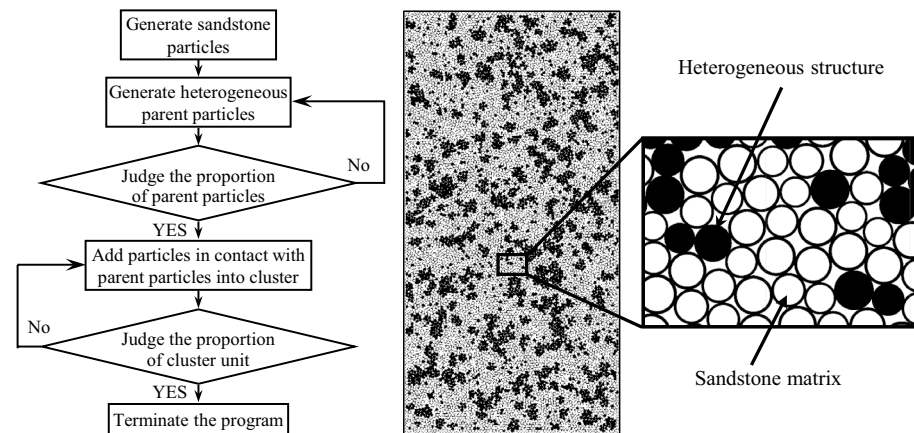 Generate sandstone
particles
Generate heterogeneous
parent particles
No
Judge the proportion
of parent particles
YES
Add particles in contact with
parent particles into cluster
No
Judge the proportion
of cluster unit
YES
Terminate the program
Heterogeneous structure
Sandstone matrix